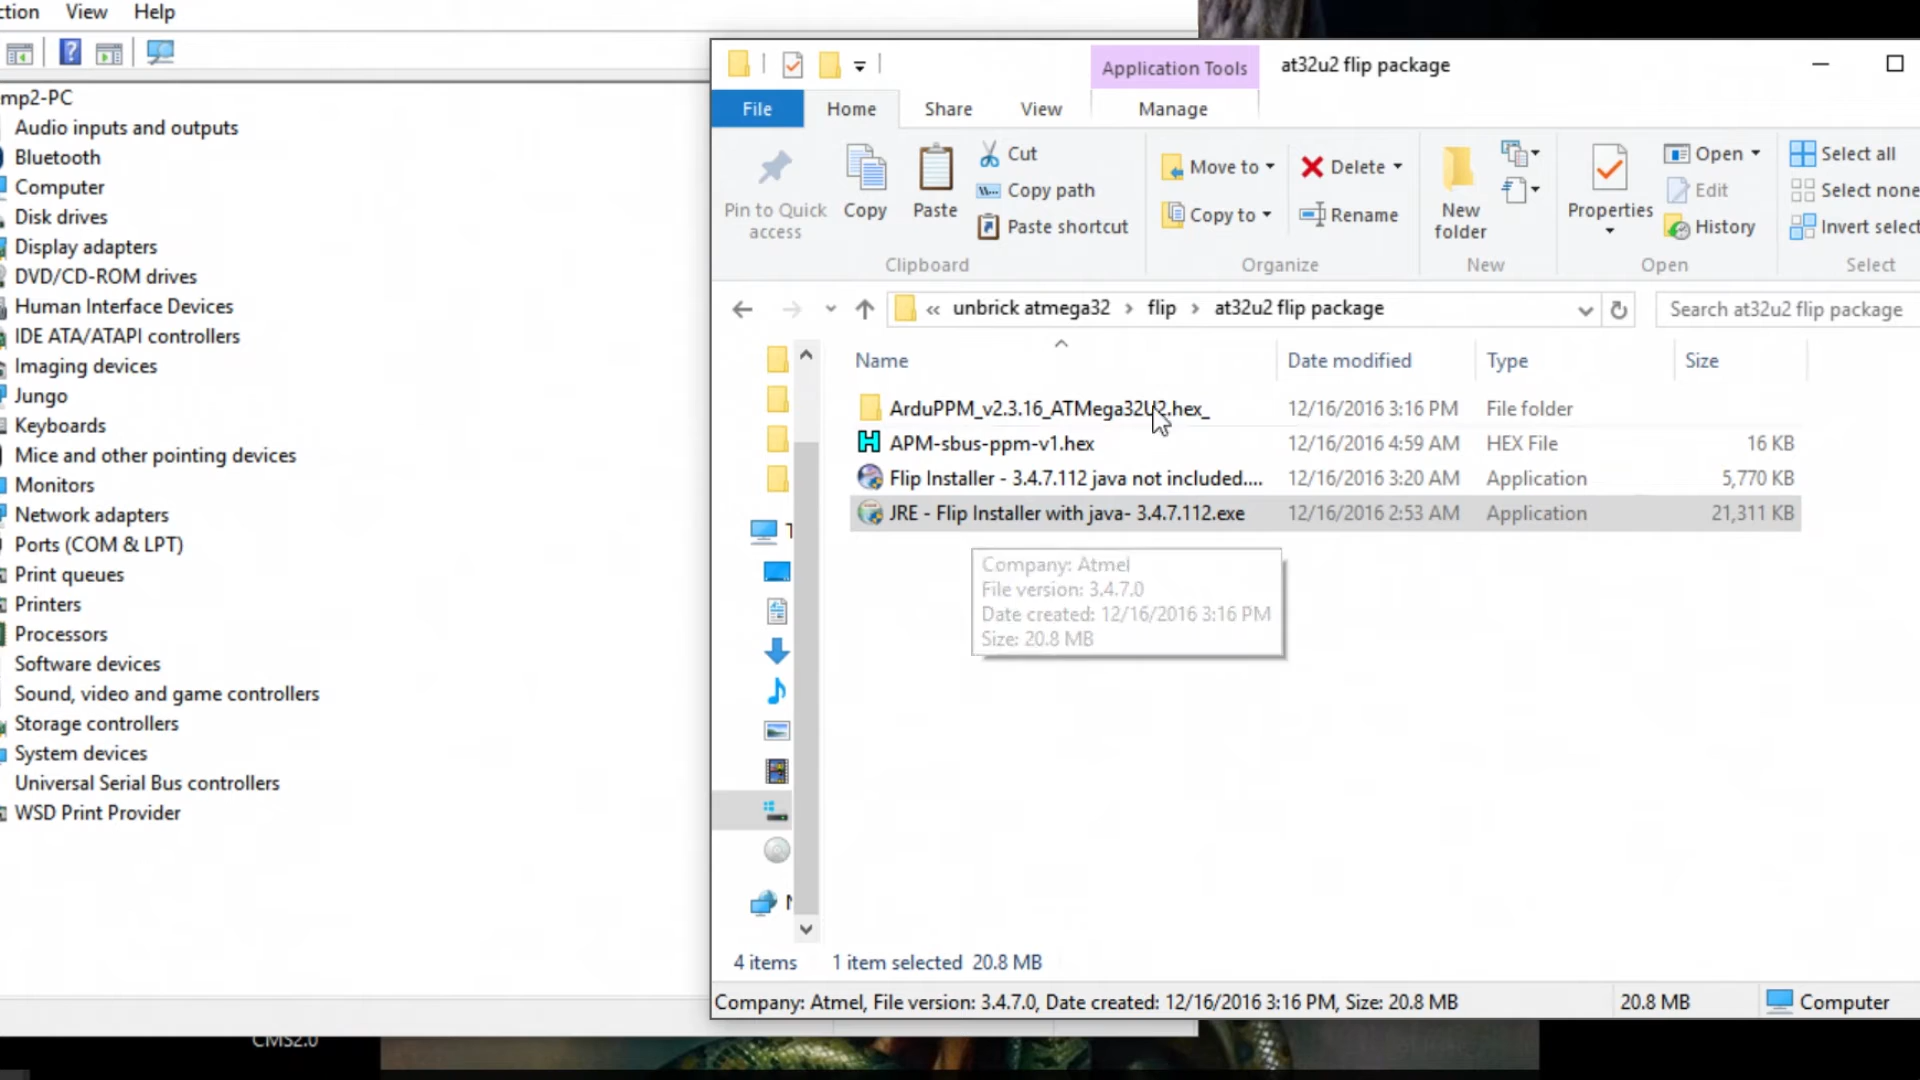 ction View Help
mp2-PC
Audio inputs and outputs
Bluetooth
Computer
Disk drives
Display adapters
DVD/CD-ROM drives
Human Interface Devices
IDE ATA/ATAPI controllers
Imaging devices
Jungo
Keyboards
Mice and other pointing devices
Monitors
Network adapters
Ports (COM & LPT)
Print queues
Printers
Processors
Software devices
Sound, video and game controllers
Storage controllers
System devices
Universal Serial Bus controllers
WSD Print Provider
CMS2.0
Application Tools at32u2 flip package
File Home Share View Manage
Pin to Quick access
Copy
Paste
Cut
Copy path
Paste shortcut
Clipboard
Move to
Copy to
Delete
Rename
Organize
New folder
New
Properties
Open
Edit
History
Open
Select all
Select none
Invert select
Select
« unbrick atmega32 › flip › at32u2 flip package
Search at32u2 flip package
Name Date modified Type Size
ArduPPM_v2.3.16_ATMega32U2.hex_ 12/16/2016 3:16 PM File folder
APM-sbus-ppm-v1.hex 12/16/2016 4:59 AM HEX File 16 KB
Flip Installer - 3.4.7.112 java not included.... 12/16/2016 3:20 AM Application 5,770 KB
JRE - Flip Installer with java- 3.4.7.112.exe 12/16/2016 2:53 AM Application 21,311 KB
Company: Atmel
File version: 3.4.7.0
Date created: 12/16/2016 3:16 PM
Size: 20.8 MB
4 items 1 item selected 20.8 MB
Company: Atmel, File version: 3.4.7.0, Date created: 12/16/2016 3:16 PM, Size: 20.8 MB 20.8 MB Computer